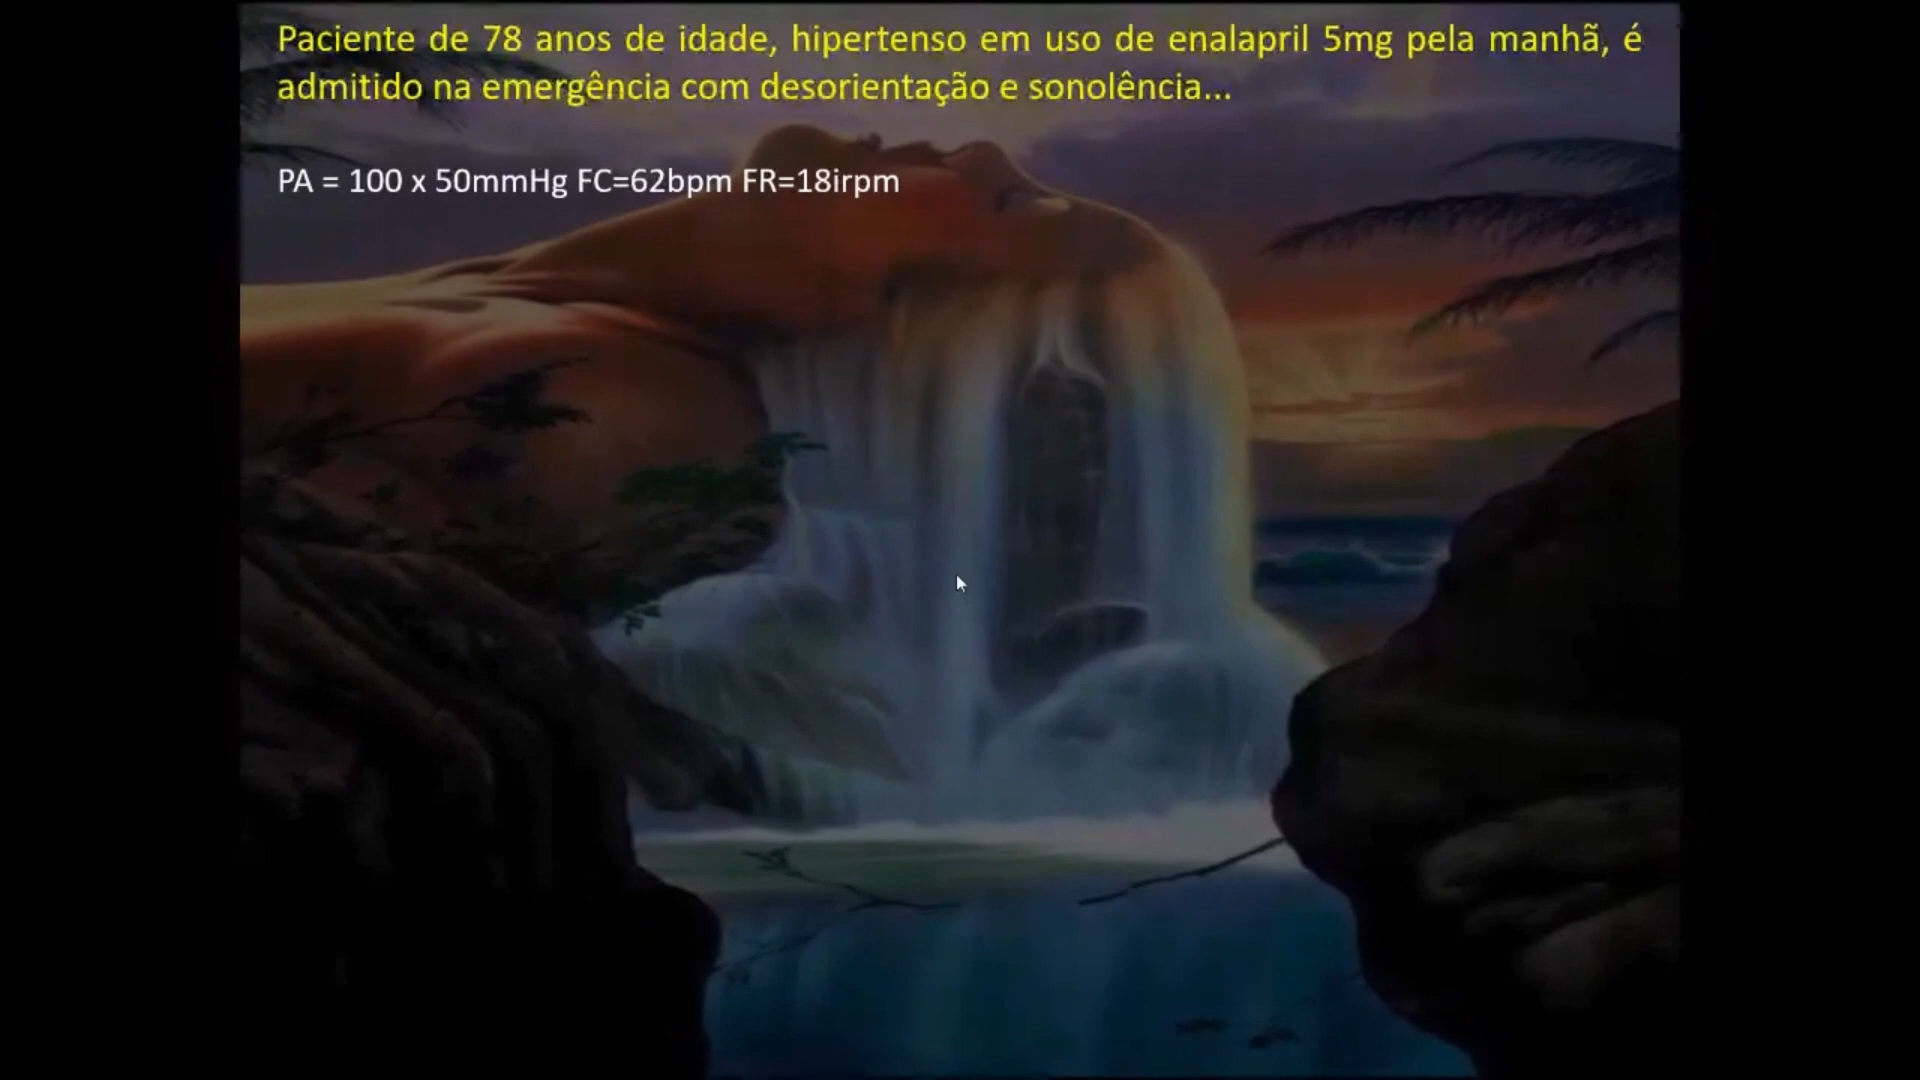 Paciente de 78 anos de idade, hipertenso em uso de enalapril 5mg pela manhã, é
admitido na emergência com desorientação e sonolência...
PA = 100 x 50mmHg FC=62bpm FR=18irpm